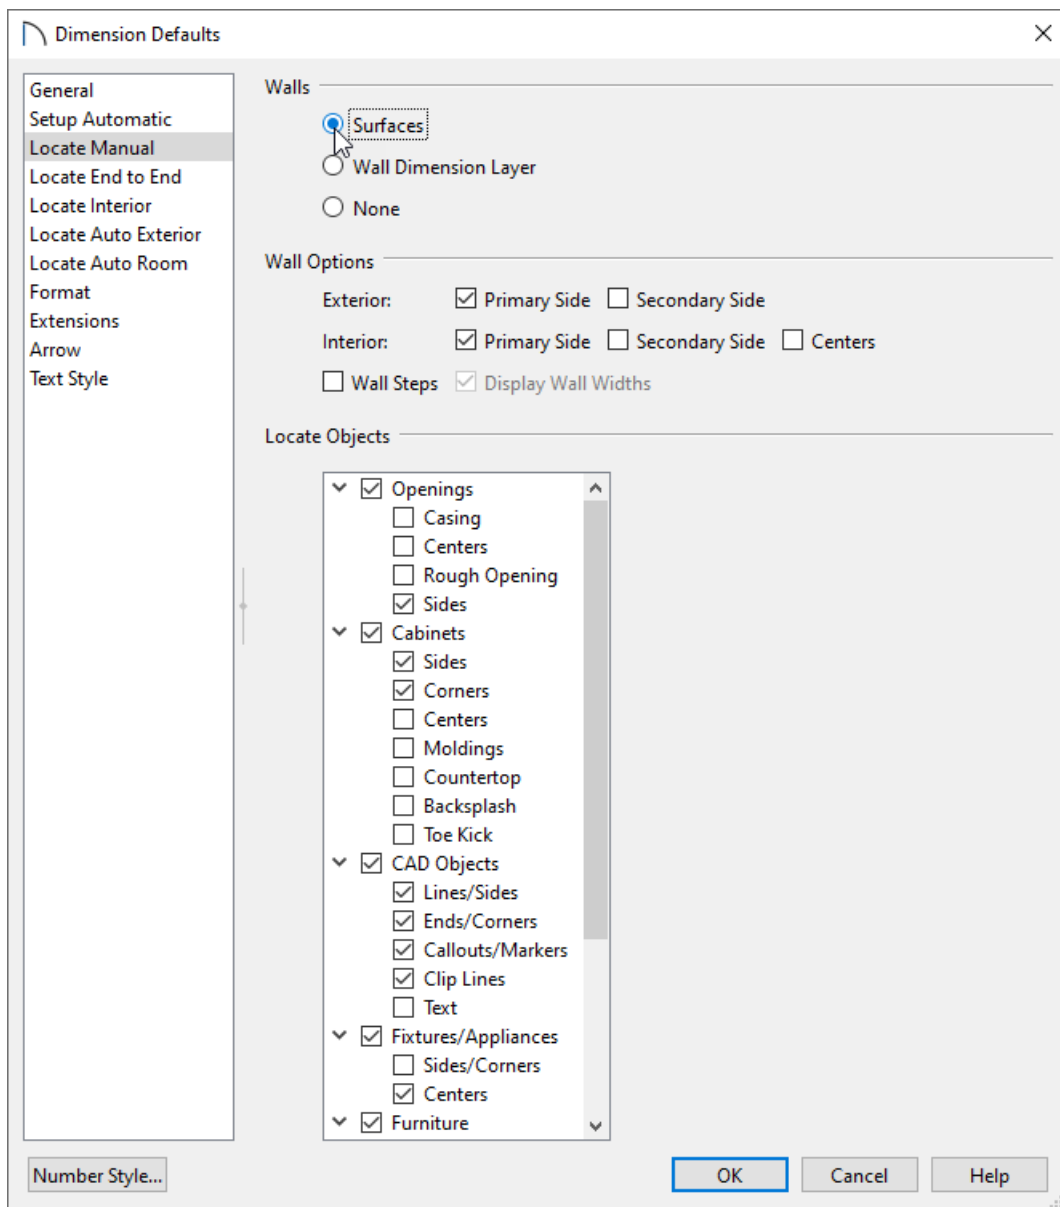 Dimension Defaults
General
Setup Automatic
Locate Manual
Locate End to End
Locate Interior
Locate Auto Exterior
Locate Auto Room
Format
Extensions
Arrow
Text Style
Walls
Surfaces
Wall Dimension Layer
None
Wall Options
Exterior: Primary Side Secondary Side
Interior: Primary Side Secondary Side Centers
Wall Steps Display Wall Widths
Locate Objects
Openings
Casing
Centers
Rough Opening
Sides
Cabinets
Sides
Corners
Centers
Moldings
Countertop
Backsplash
Toe Kick
CAD Objects
Lines/Sides
Ends/Corners
Callouts/Markers
Clip Lines
Text
Fixtures/Appliances
Sides/Corners
Centers
Furniture
Number Style... OK Cancel Help